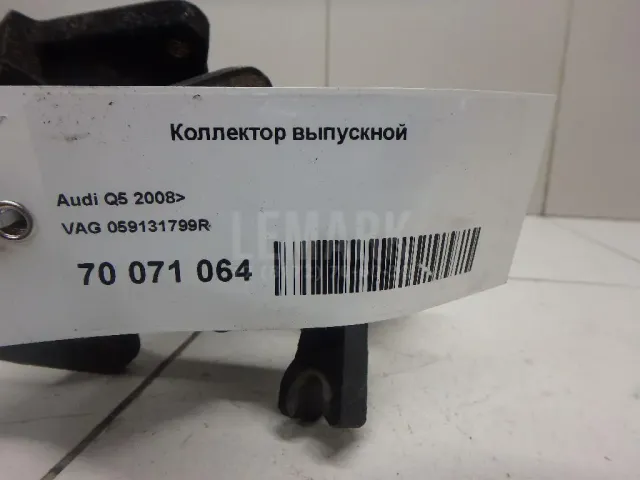 Коллектор выпускной
Audi Q5 2008>
VAG 059131799R
LEMARK
70 071 064